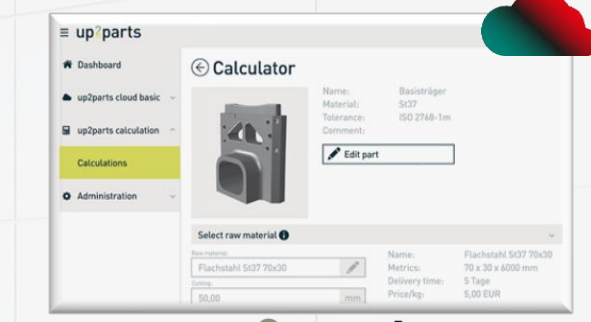 ≡ up2parts
Dashboard
up2parts cloud basic
up2parts calculation
Calculations
Administration
Calculator
Name: Basisträger
Material: St37
Tolerance: ISO 2768-1m
Comment:
Edit part
Select raw material
Raw material:
Flachstahl St37 70x30
Cutting:
50,00 mm
Name: Flachstahl St37 70x30
Metrics: 70 x 30 x 6000 mm
Delivery time: 5 Tage
Price/kg: 5,00 EUR